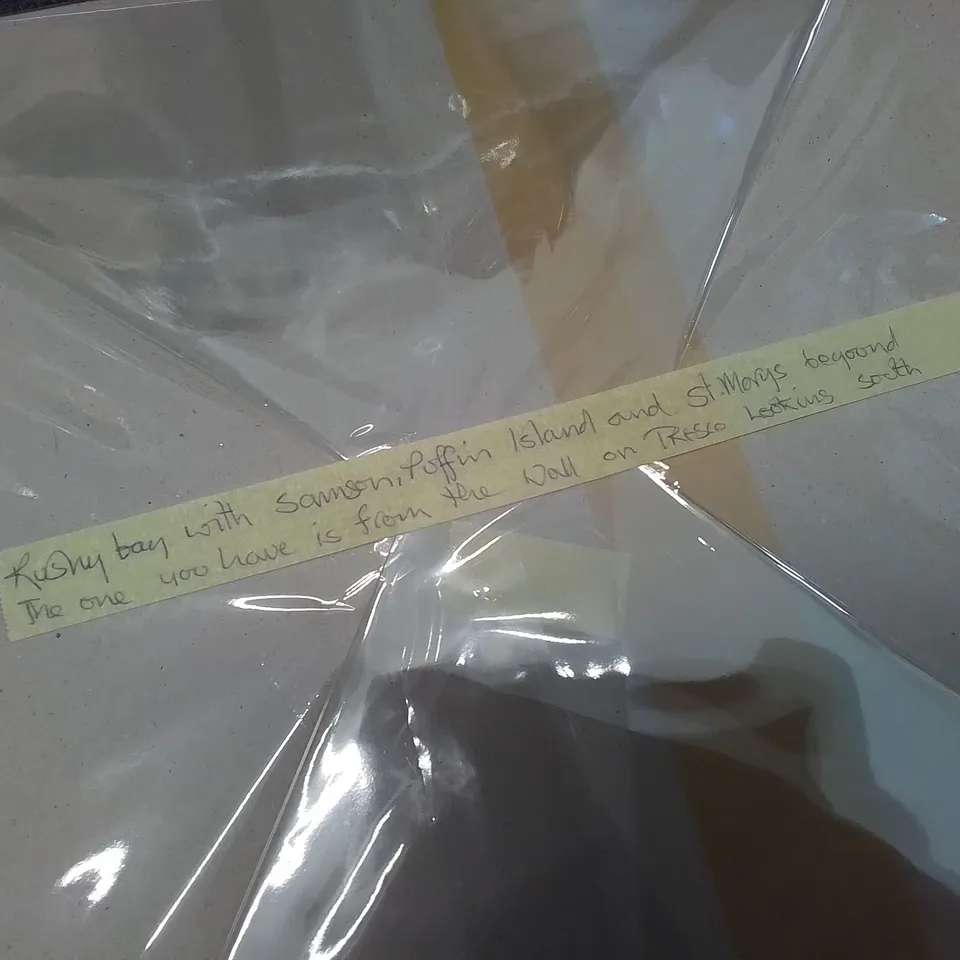 Rushy bay with Samson, Puffin Island and St. Marys beyoond
The one you have is from the Wall on TRESCO Looking south